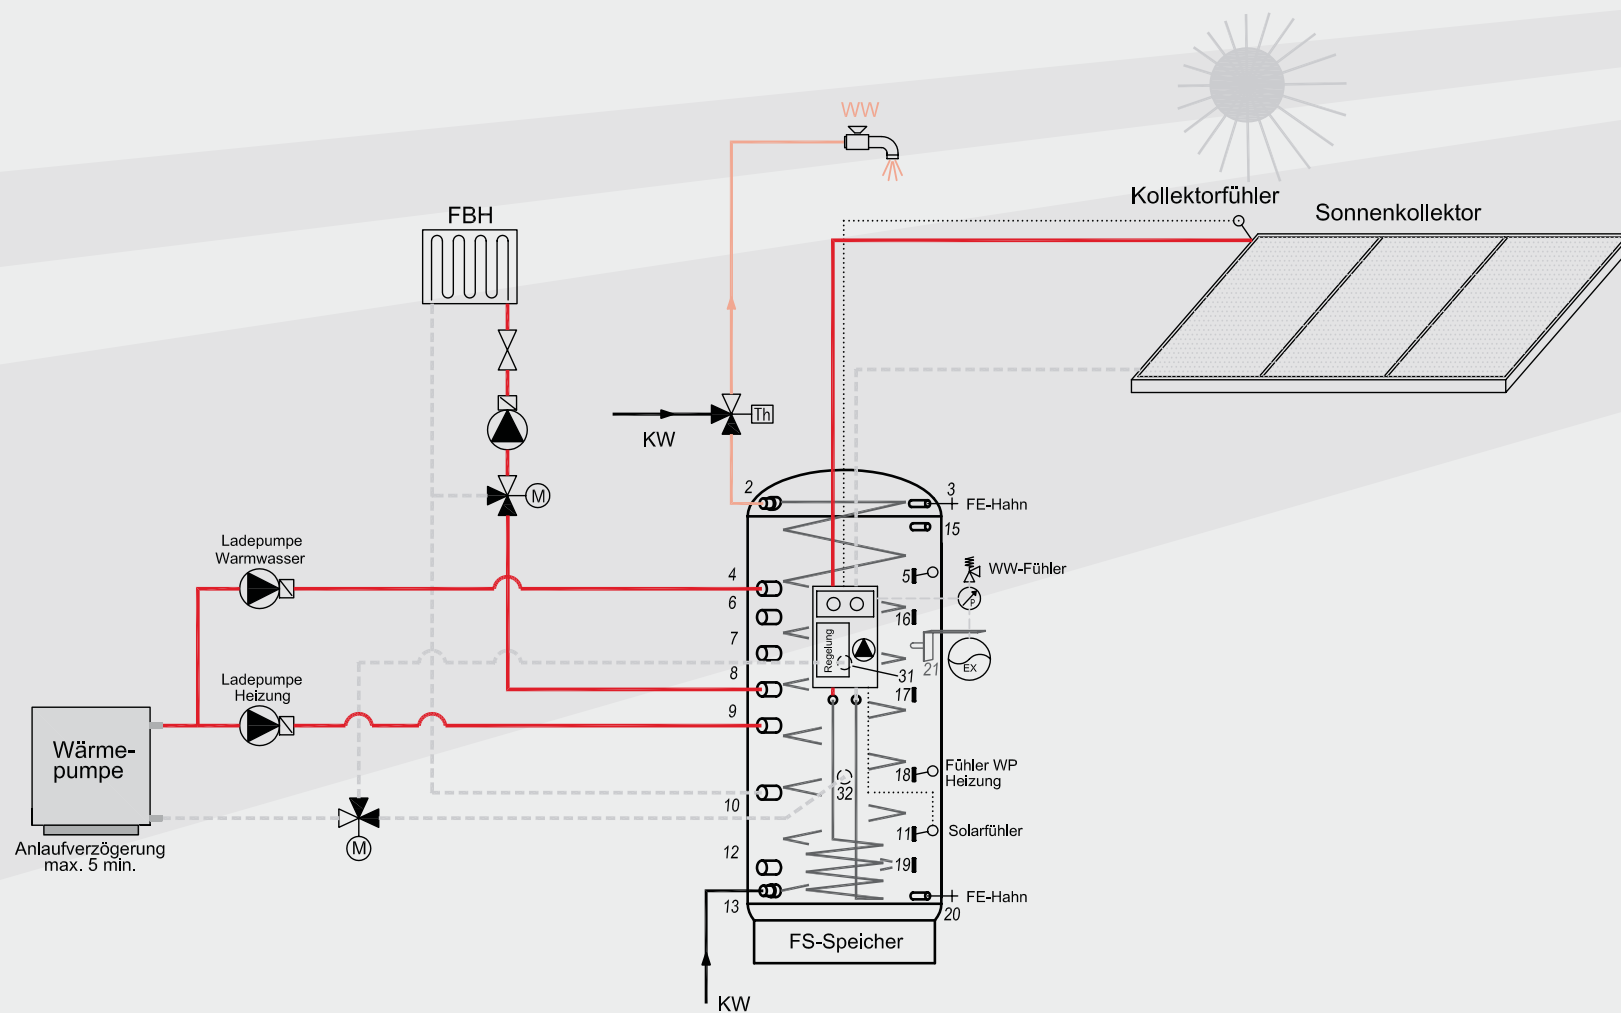 WW
Kollektorfühler
Sonnenkollektor
FBH
Th
KW
M
2
3
FE-Hahn
15
Ladepumpe
Warmwasser
4
5
WW-Fühler
6
P
16
7
Regelung
21
EX
8
31
17
Ladepumpe
Heizung
9
Wärme-
pumpe
18
Fühler WP
Heizung
32
10
11
Solarfühler
M
Anlaufverzögerung
max. 5 min.
12
19
13
FE-Hahn
20
FS-Speicher
KW